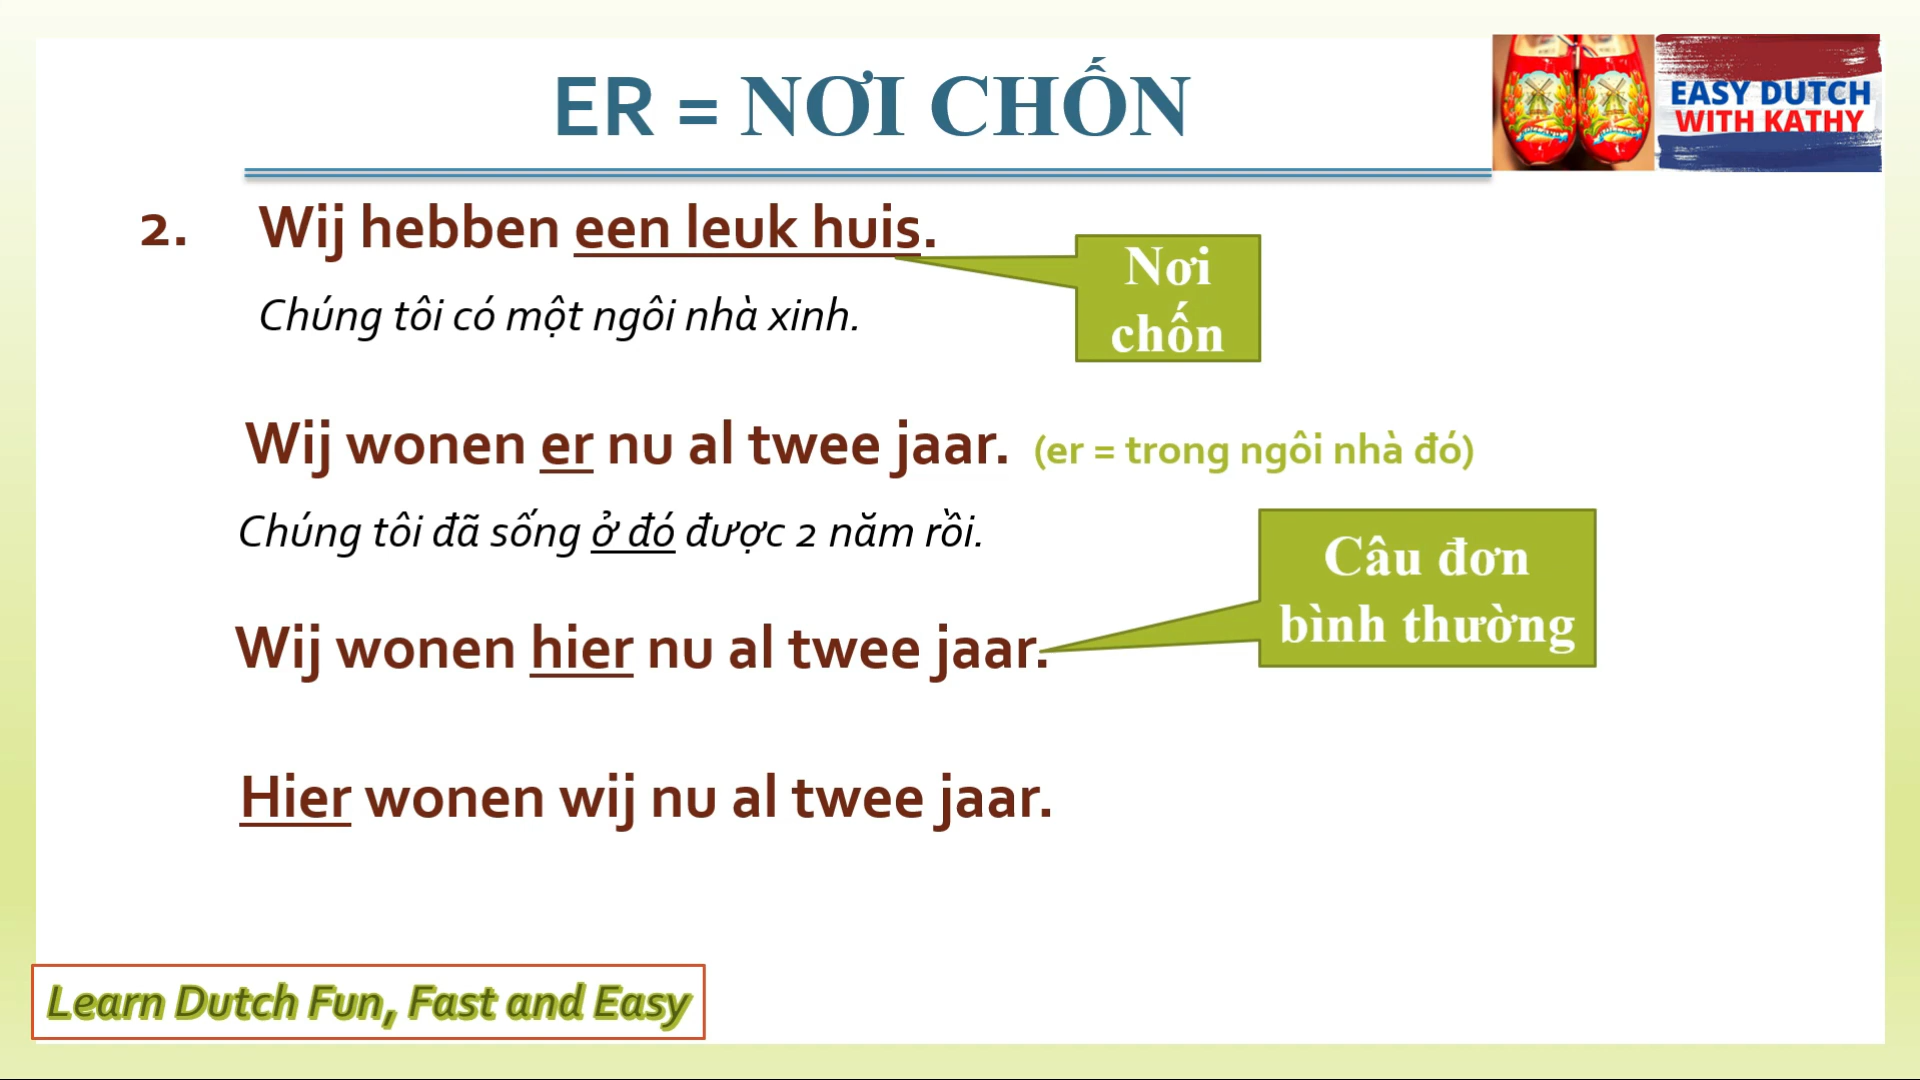 ER = NƠI CHỐN
EASY DUTCH
WITH KATHY
2. Wij hebben een leuk huis.
Nơi
chốn
Chúng tôi có một ngôi nhà xinh.
Wij wonen er nu al twee jaar. (er = trong ngôi nhà đó)
Chúng tôi đã sống ở đó được 2 năm rồi.
Câu đơn
bình thường
Wij wonen hier nu al twee jaar.
Hier wonen wij nu al twee jaar.
Learn Dutch Fun, Fast and Easy